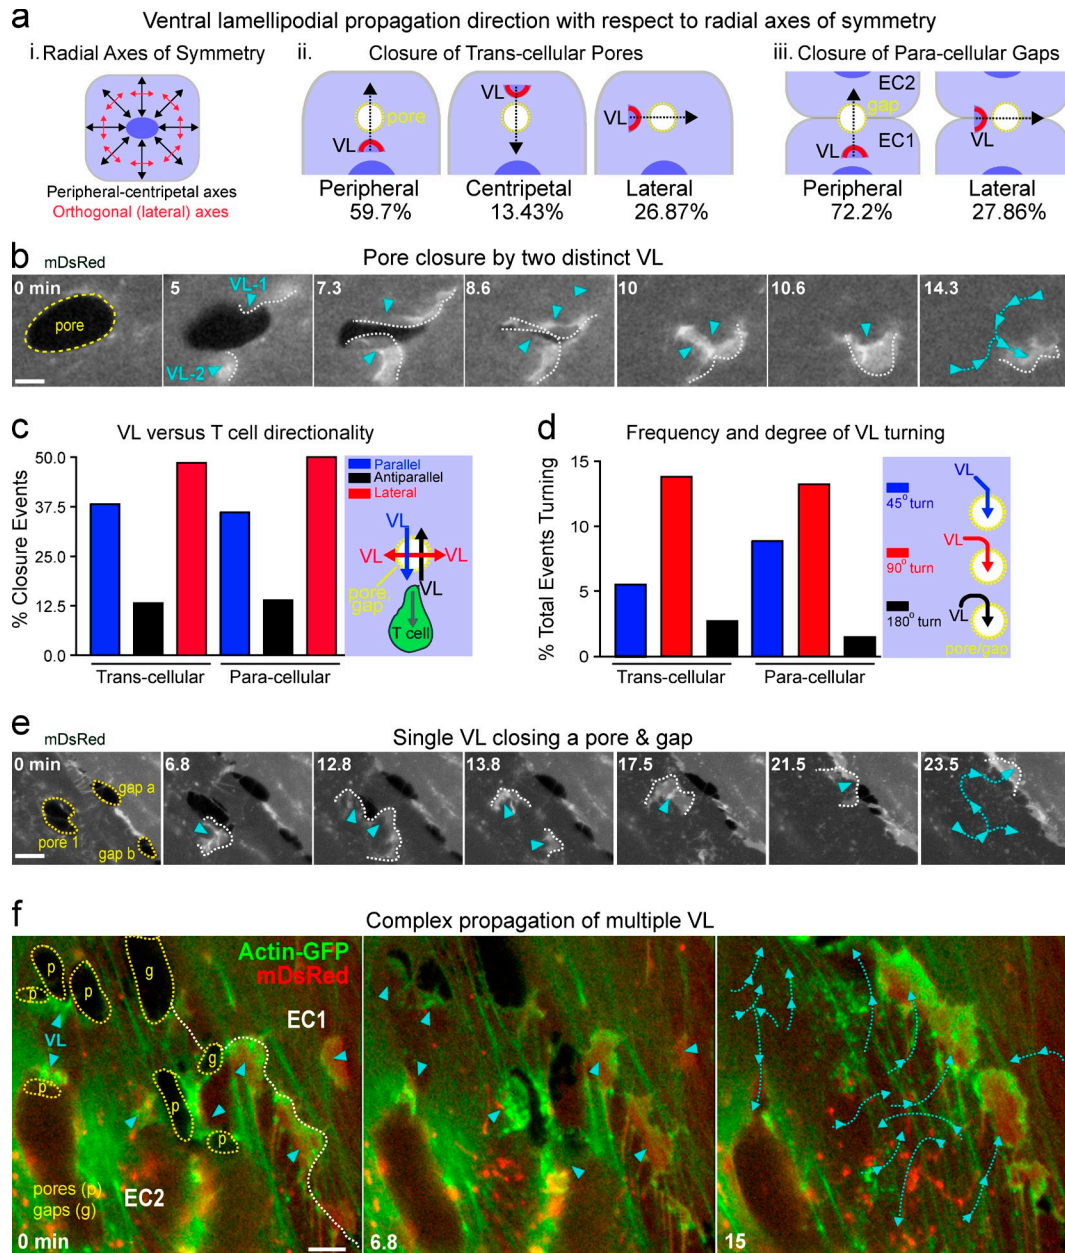 a
Ventral lamellipodial propagation direction with respect to radial axes of symmetry
i. Radial Axes of Symmetry
Peripheral-centripetal axes
Orthogonal (lateral) axes
ii. Closure of Trans-cellular Pores
pore
VL
VL
VL
Peripheral Centripetal Lateral
59.7% 13.43% 26.87%
iii. Closure of Para-cellular Gaps
EC2
gap
EC1
VL
VL
Peripheral Lateral
72.2% 27.86%
b
mDsRed
Pore closure by two distinct VL
0 min 5 7.3 8.6 10 10.6 14.3
pore
VL-1
VL-2
c
VL versus T cell directionality
% Closure Events
50.0
37.5
25.0
12.5
0.0
Trans-cellular Para-cellular
Parallel
Antiparallel
Lateral
VL
VL VL
pore
gap
VL
T cell
d
Frequency and degree of VL turning
% Total Events Turning
15
10
5
0
Trans-cellular Para-cellular
VL
45° turn
VL
90° turn
VL
180° turn
pore/gap
e
mDsRed
Single VL closing a pore & gap
0 min 6.8 12.8 13.8 17.5 21.5 23.5
gap a
pore 1
gap b
f
Complex propagation of multiple VL
Actin-GFP
mDsRed
p
g
p
p
EC1
VL
g
p
p
p
EC2
pores (p)
gaps (g)
0 min 6.8 15